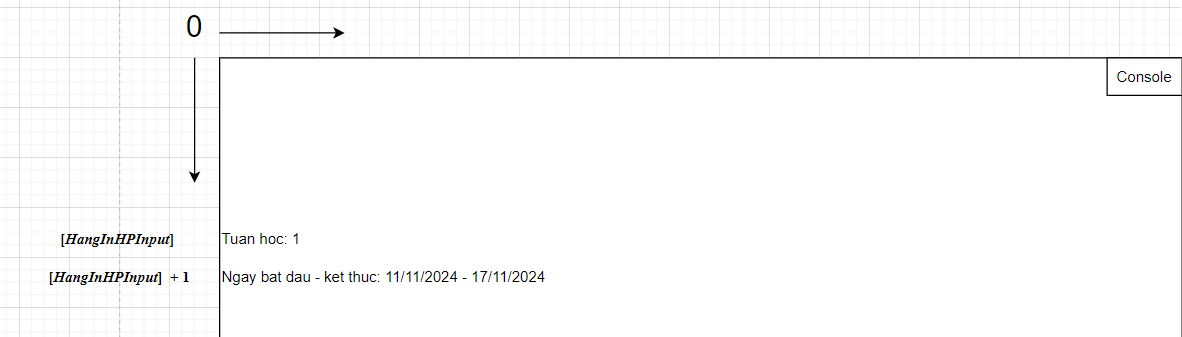 0
Console
[HangInHPInput]
Tuan hoc: 1
[HangInHPInput] + 1
Ngay bat dau - ket thuc: 11/11/2024 - 17/11/2024